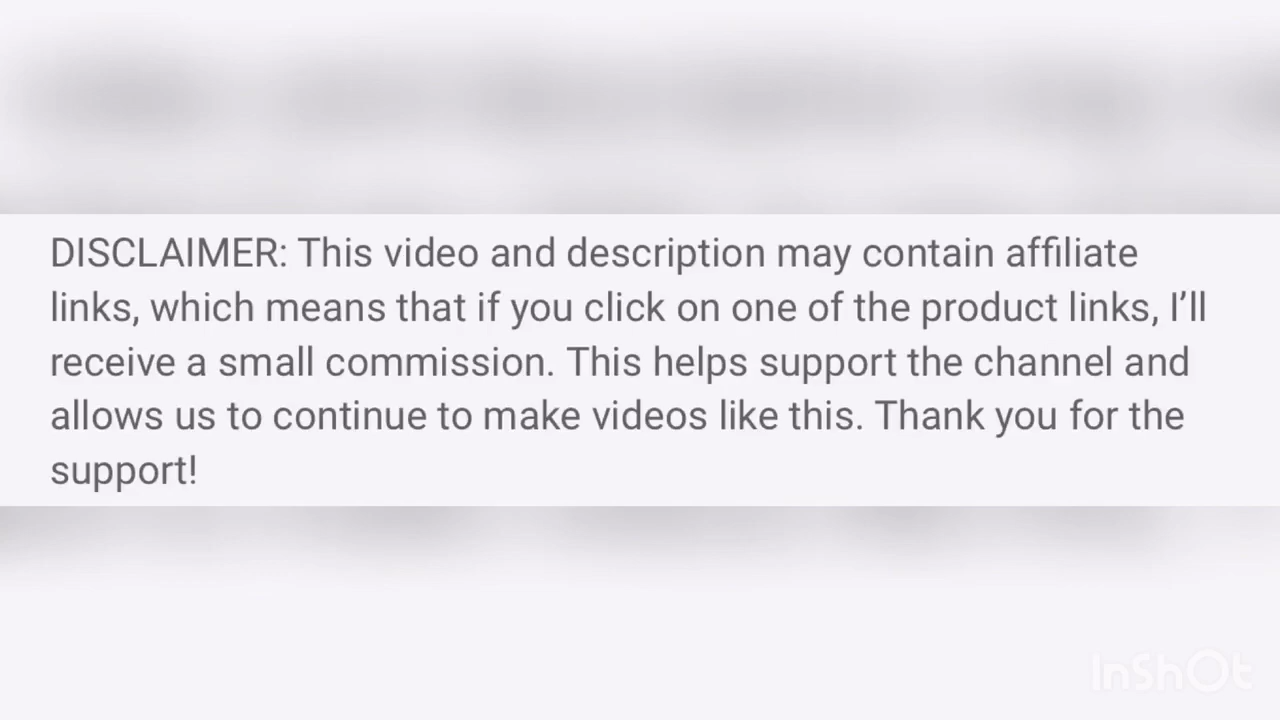 DISCLAIMER: This video and description may contain affiliate
links, which means that if you click on one of the product links, I’ll
receive a small commission. This helps support the channel and
allows us to continue to make videos like this. Thank you for the
support!
InShOt